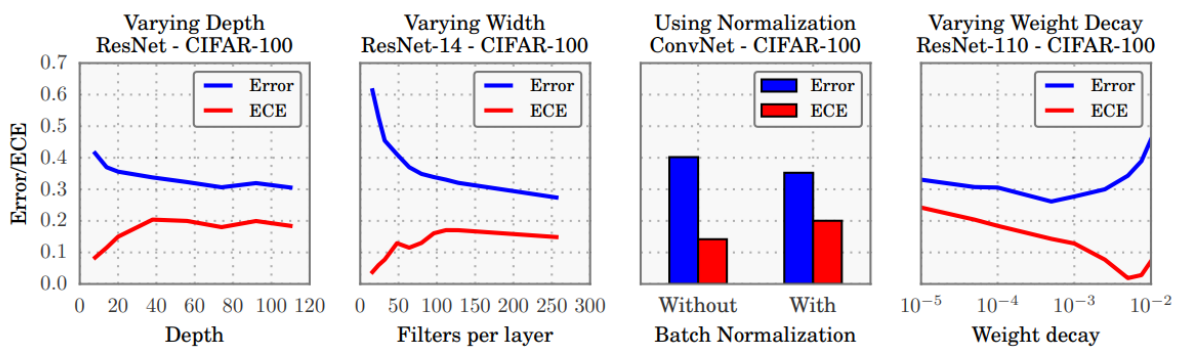 Varying Depth
ResNet - CIFAR-100
Varying Width
ResNet-14 - CIFAR-100
Using Normalization
ConvNet - CIFAR-100
Varying Weight Decay
ResNet-110 - CIFAR-100
Error/ECE
0.7
0.6
0.5
0.4
0.3
0.2
0.1
0.0
Error
ECE
0 20 40 60 80 100 120
Depth
Error
ECE
0 50 100 150 200 250 300
Filters per layer
Error
ECE
Without With
Batch Normalization
Error
ECE
10⁻⁵ 10⁻⁴ 10⁻³ 10⁻²
Weight decay